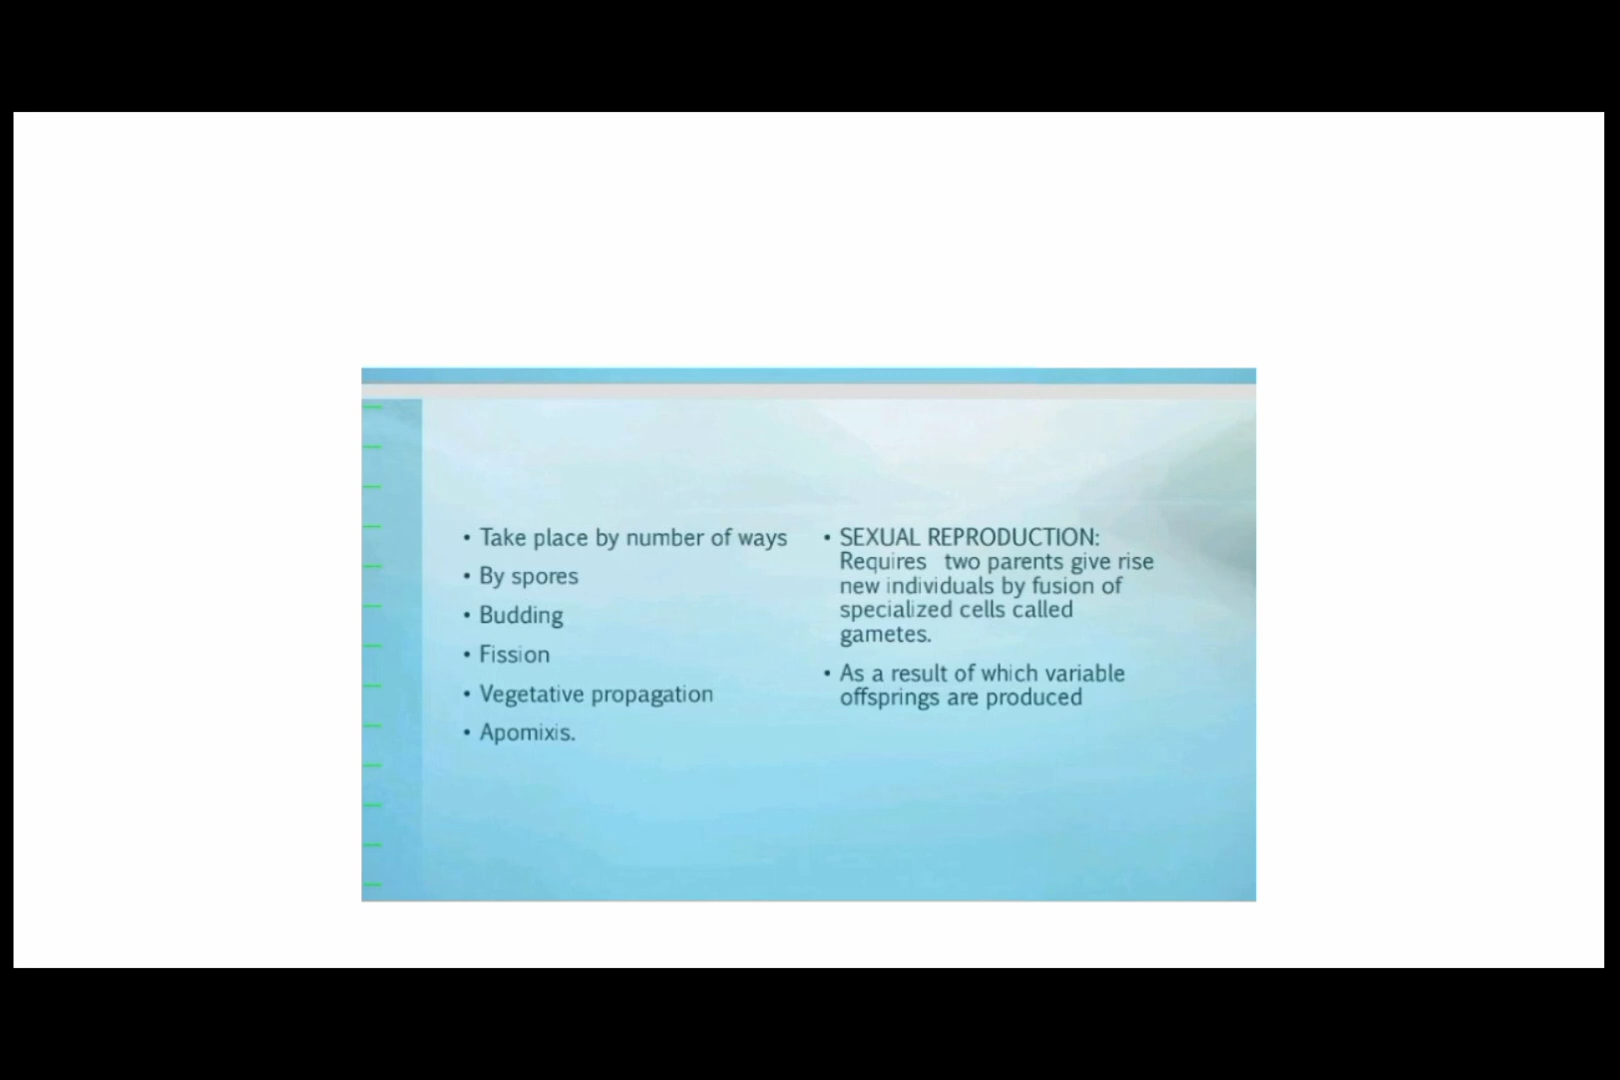 • Take place by number of ways
• By spores
• Budding
• Fission
• Vegetative propagation
• Apomixis.
• SEXUAL REPRODUCTION:
Requires two parents give rise
new individuals by fusion of
specialized cells called
gametes.
• As a result of which variable
offsprings are produced